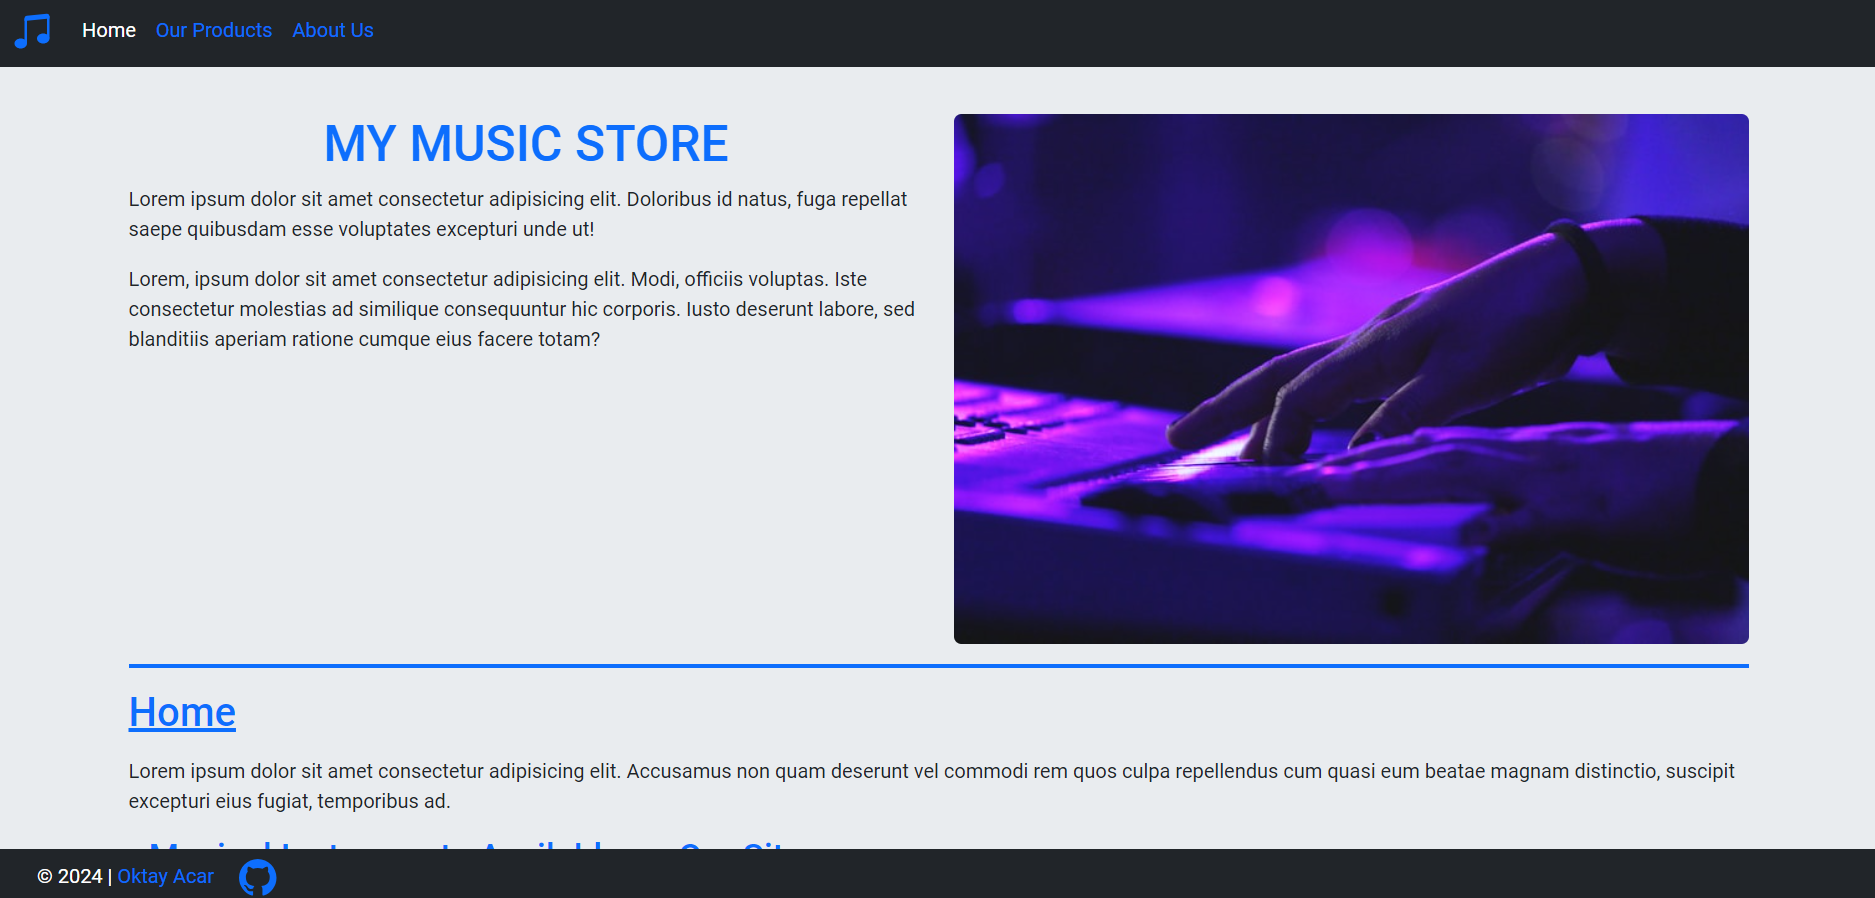 Home Our Products About Us
MY MUSIC STORE
Lorem ipsum dolor sit amet consectetur adipisicing elit. Doloribus id natus, fuga repellat
saepe quibusdam esse voluptates excepturi unde ut!
Lorem, ipsum dolor sit amet consectetur adipisicing elit. Modi, officiis voluptas. Iste
consectetur molestias ad similique consequuntur hic corporis. Iusto deserunt labore, sed
blanditiis aperiam ratione cumque eius facere totam?
Home
Lorem ipsum dolor sit amet consectetur adipisicing elit. Accusamus non quam deserunt vel commodi rem quos culpa repellendus cum quasi eum beatae magnam distinctio, suscipit
excepturi eius fugiat, temporibus ad.
© 2024 | Oktay Acar